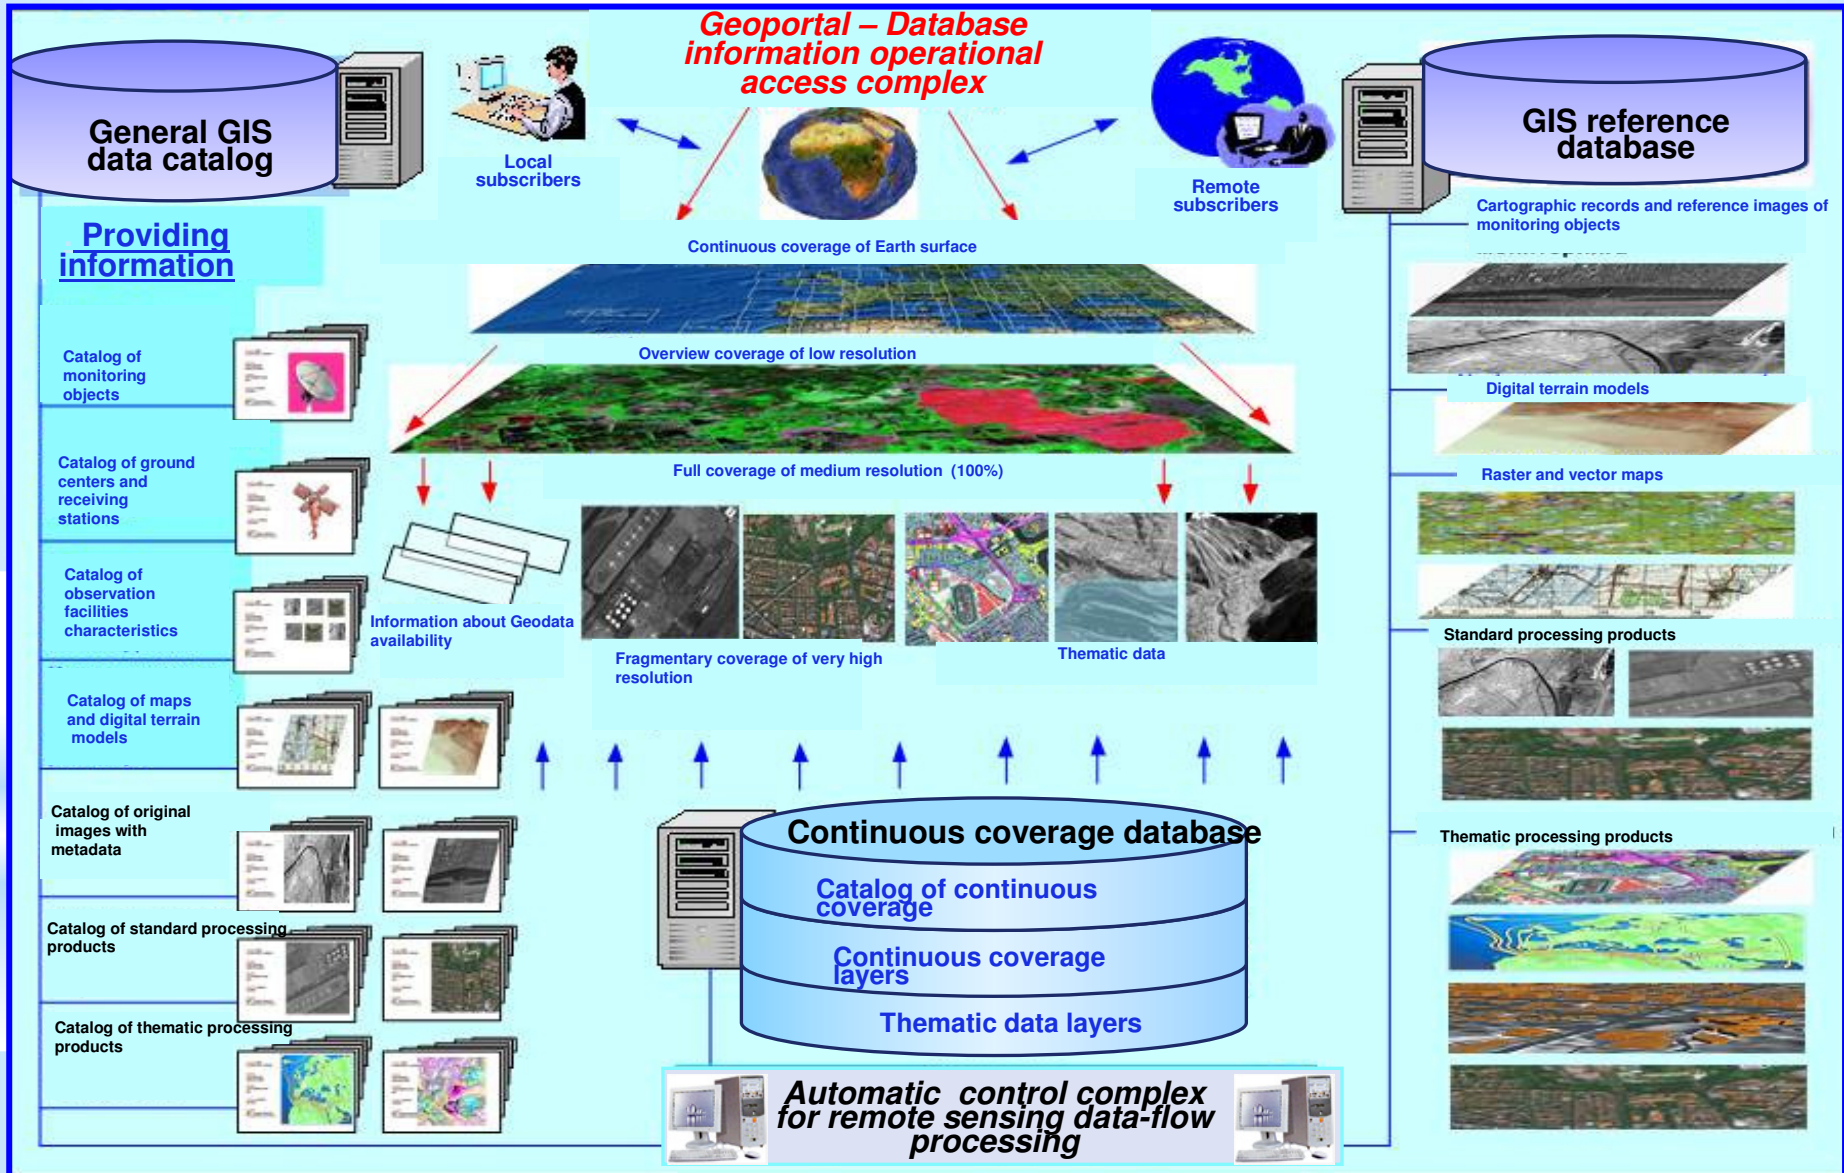 Geoportal – Database
information operational
access complex
General GIS
data catalog
Local
subscribers
Remote
subscribers
GIS reference
database
Providing
information
Catalog of
monitoring
objects
Catalog of ground
centers and
receiving
stations
Catalog of
observation
facilities
characteristics
Catalog of maps
and digital terrain
models
Catalog of original
images with
metadata
Catalog of standard processing
products
Catalog of thematic processing
products
Continuous coverage of Earth surface
Overview coverage of low resolution
Full coverage of medium resolution (100%)
Information about Geodata
availability
Fragmentary coverage of very high
resolution
Thematic data
Continuous coverage database
Catalog of continuous
coverage
Continuous coverage
layers
Thematic data layers
Automatic control complex
for remote sensing data-flow
processing
Cartographic records and reference images of
monitoring objects
Digital terrain models
Raster and vector maps
Standard processing products
Thematic processing products